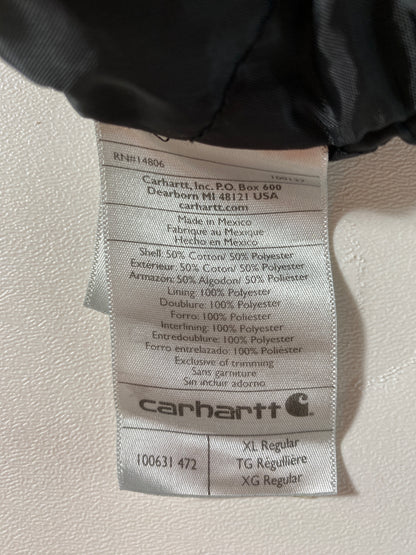 RN#14806
Carhartt, Inc. P.O. Box 600
Dearborn MI 48121 USA
carhartt.com
Made in Mexico
Fabriqué au Mexique
Hecho en México
Shell: 50% Cotton/ 50% Polyester
Extérieur: 50% Coton/ 50% Polyester
Armazón: 50% Algodón/ 50% Poliéster
Lining: 100% Polyester
Doublure: 100% Polyester
Forro: 100% Poliéster
Interlining: 100% Polyester
Entredoublure: 100% Polyester
Forro entrelazado: 100% Poliéster
Exclusive of trimming
Sans garniture
Sin incluir adorno
carhartt
100631 472
XL Regular
TG Régullière
XG Regular